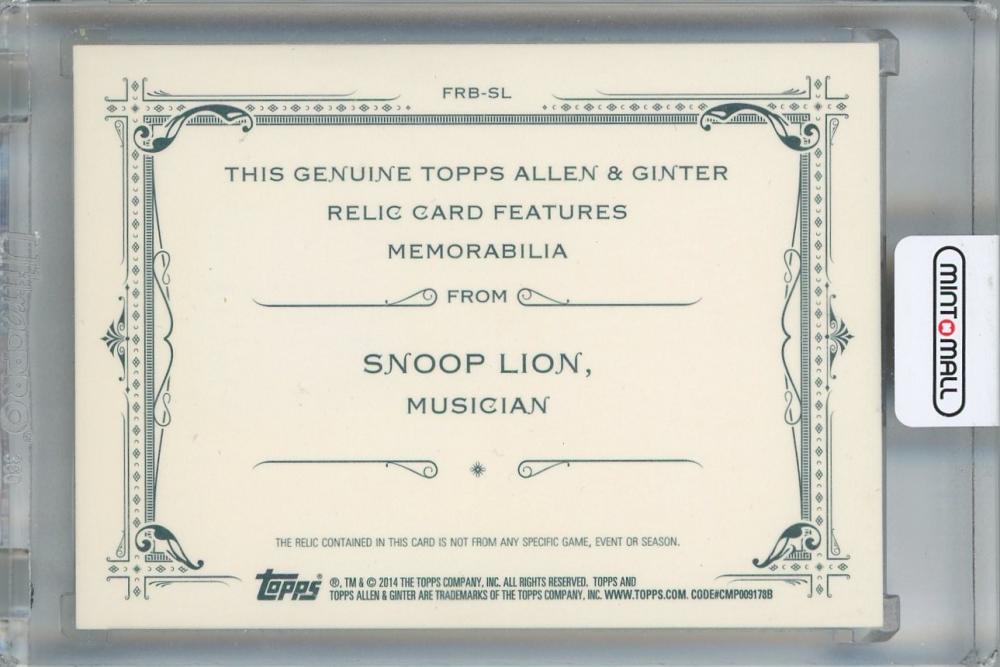 FRB-SL
THIS GENUINE TOPPS ALLEN & GINTER
RELIC CARD FEATURES
MEMORABILIA
FROM
SNOOP LION,
MUSICIAN
THE RELIC CONTAINED IN THIS CARD IS NOT FROM ANY SPECIFIC GAME, EVENT OR SEASON.
topps ®, TM & © 2014 THE TOPPS COMPANY, INC. ALL RIGHTS RESERVED. TOPPS AND
TOPPS ALLEN & GINTER ARE TRADEMARKS OF THE TOPPS COMPANY, INC. WWW.TOPPS.COM. CODE#CMP009178B
MINT MALL
UltraPRO